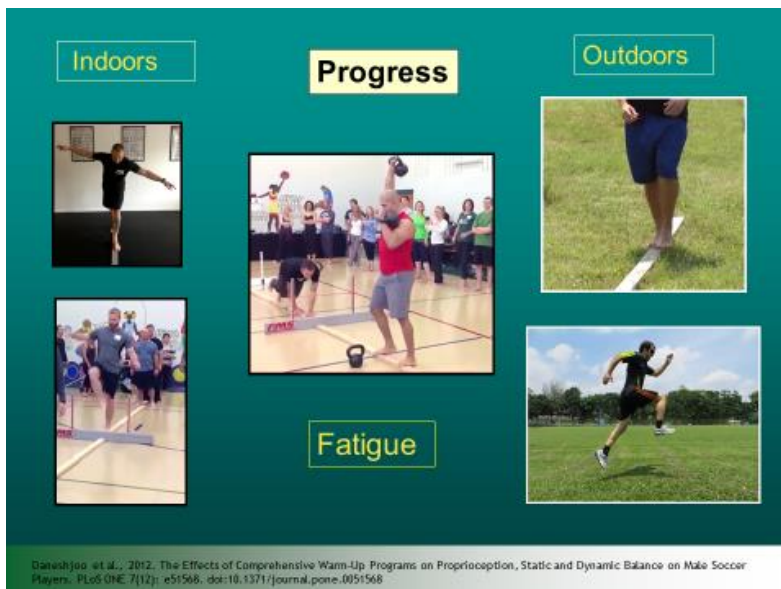 Indoors
Progress
Outdoors
EMS
Fatigue
Daneshjoo et al., 2012. The Effects of Comprehensive Warm-Up Programs on Proprioception, Static and Dynamic Balance on Male Soccer
Players. PLoS ONE 7(12): e51568. doi:10.1371/journal.pone.0051568